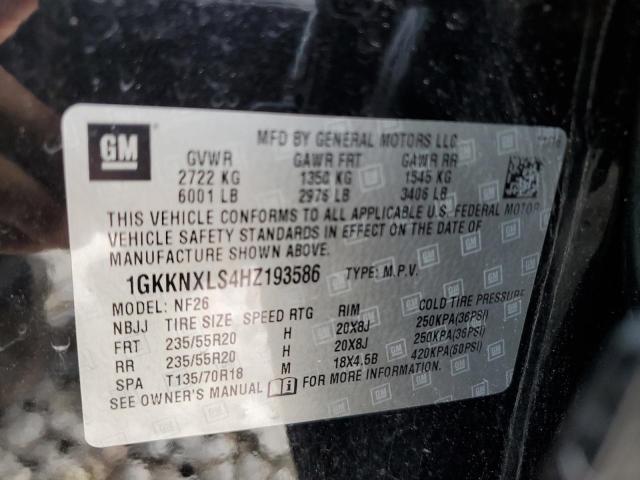 GM
MFD BY GENERAL MOTORS LLC
GVWR GAWR FRT GAWR RR
2722 KG 1350 KG 1545 KG
6001 LB 2976 LB 3406 LB
THIS VEHICLE CONFORMS TO ALL APPLICABLE U.S. FEDERAL MOTOR
VEHICLE SAFETY STANDARDS IN EFFECT ON THE DATE OF
MANUFACTURE SHOWN ABOVE.
1GKKNXLS4HZ193586 TYPE: M.P.V.
MODEL: NF26
NBJJ TIRE SIZE SPEED RTG RIM COLD TIRE PRESSURE
FRT 235/55R20 H 20X8J 250KPA(36PSI)
RR 235/55R20 H 20X8J 250KPA(36PSI)
SPA T135/70R18 M 18X4.5B 420KPA(60PSI)
SEE OWNER'S MANUAL FOR MORE INFORMATION.